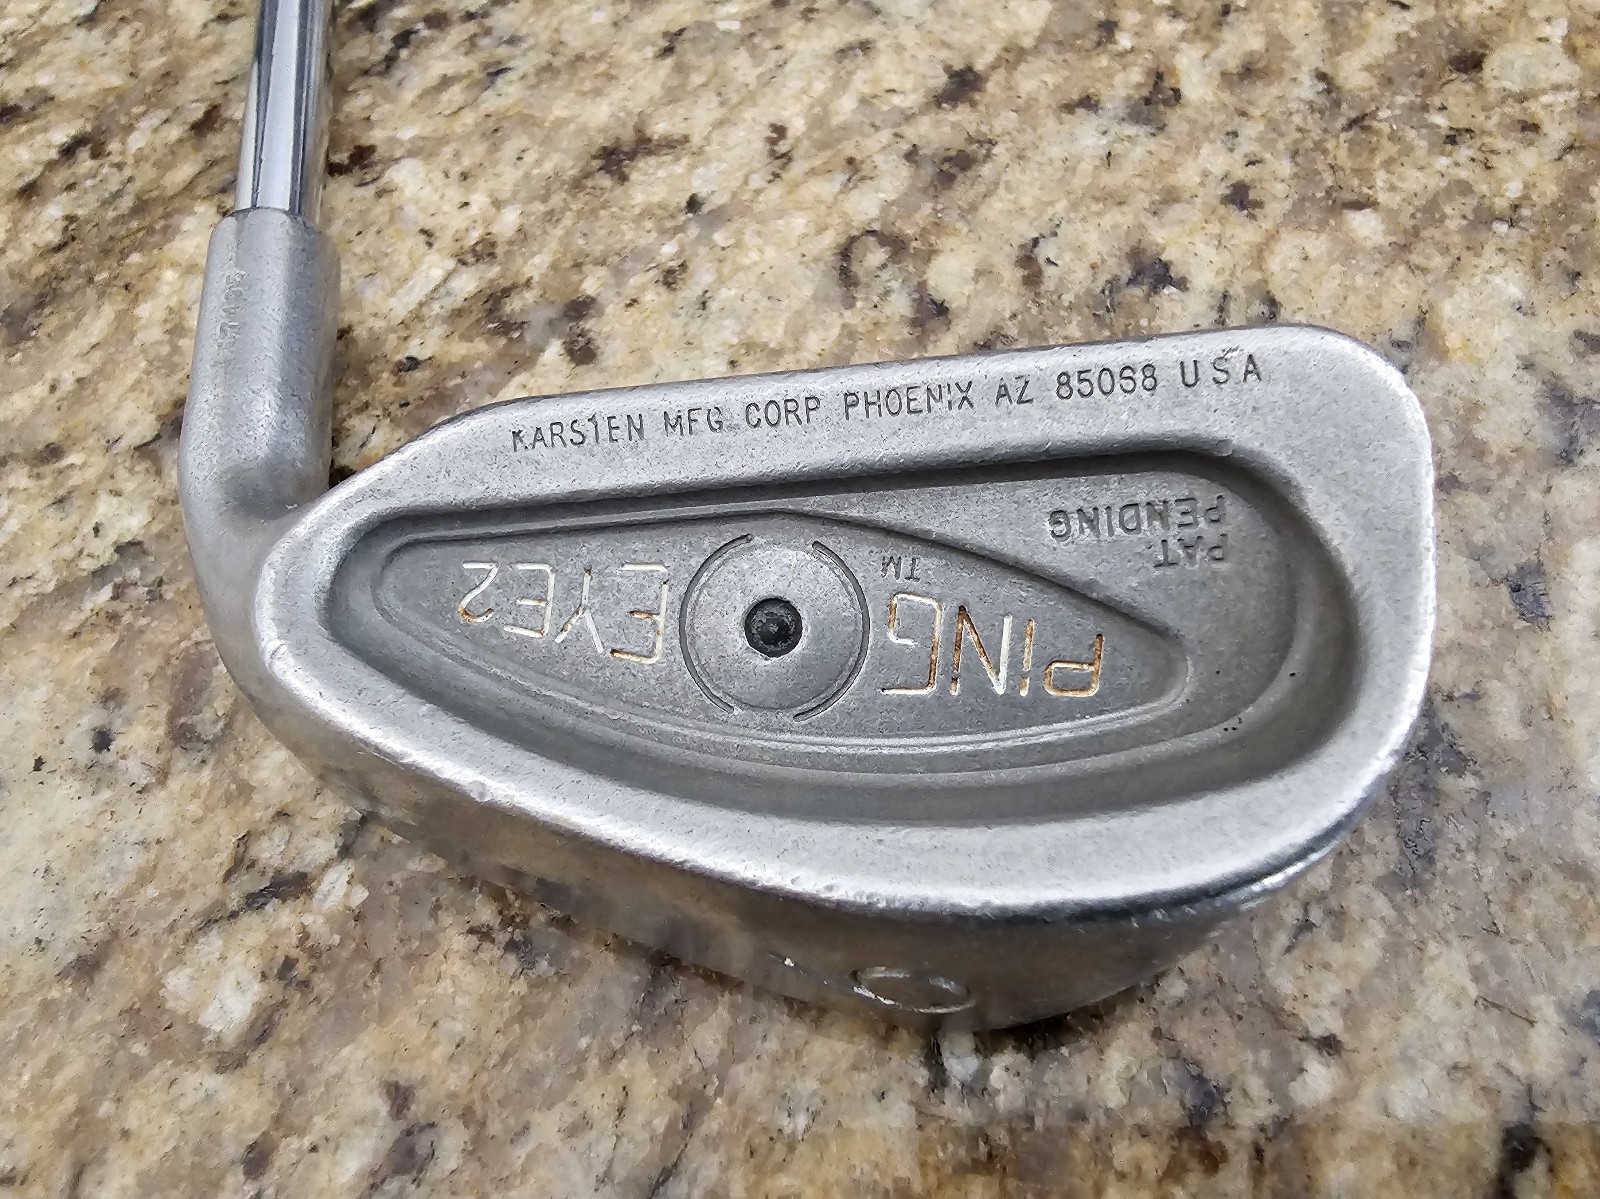 KARSTEN MFG CORP PHOENIX AZ 85068 USA
PAT.
PENDING
PING EYE2
TM